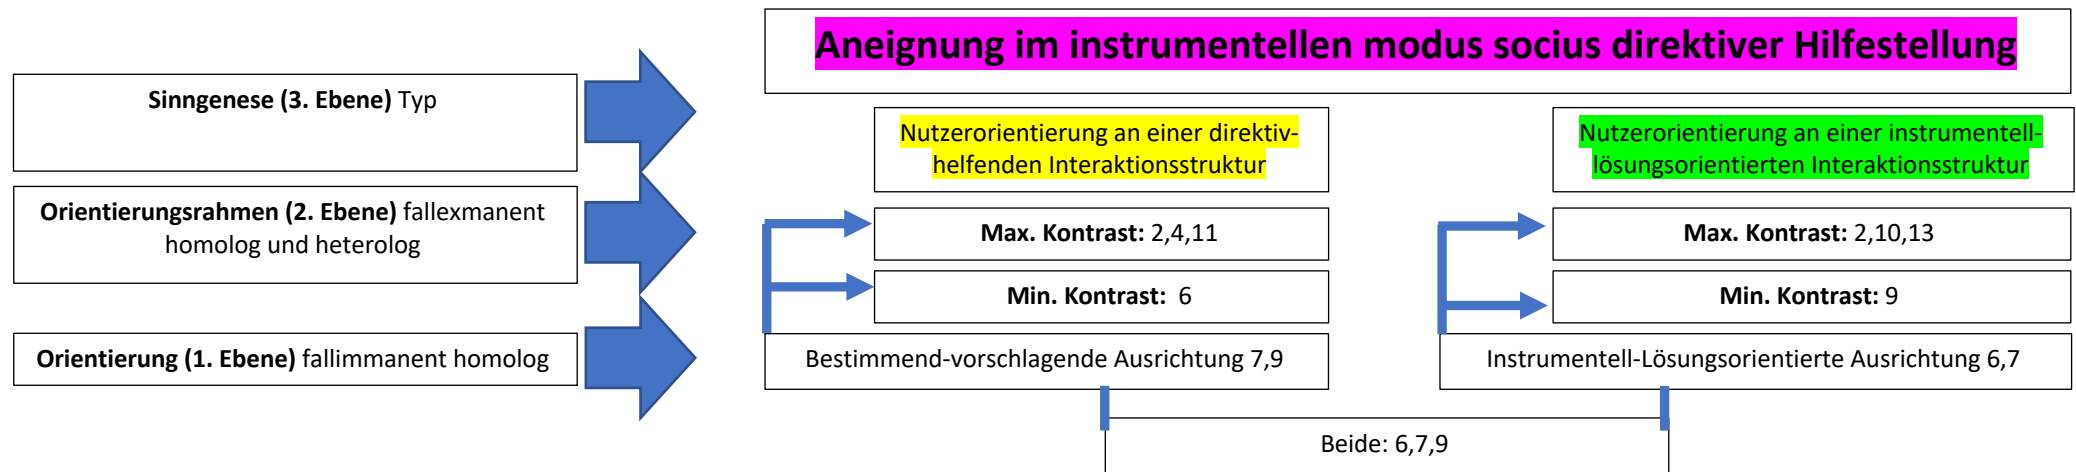 Aneignung im instrumentellen modus socius direktiver Hilfestellung
Sinngenese (3. Ebene) Typ
Nutzerorientierung an einer direktiv-
helfenden Interaktionsstruktur
Nutzerorientierung an einer instrumentell-
lösungsorientierten Interaktionsstruktur
Orientierungsrahmen (2. Ebene) fallexmanent
homolog und heterolog
Max. Kontrast: 2,4,11
Max. Kontrast: 2,10,13
Min. Kontrast: 6
Min. Kontrast: 9
Orientierung (1. Ebene) fallimmanent homolog
Bestimmend-vorschlagende Ausrichtung 7,9
Instrumentell-Lösungsorientierte Ausrichtung 6,7
Beide: 6,7,9